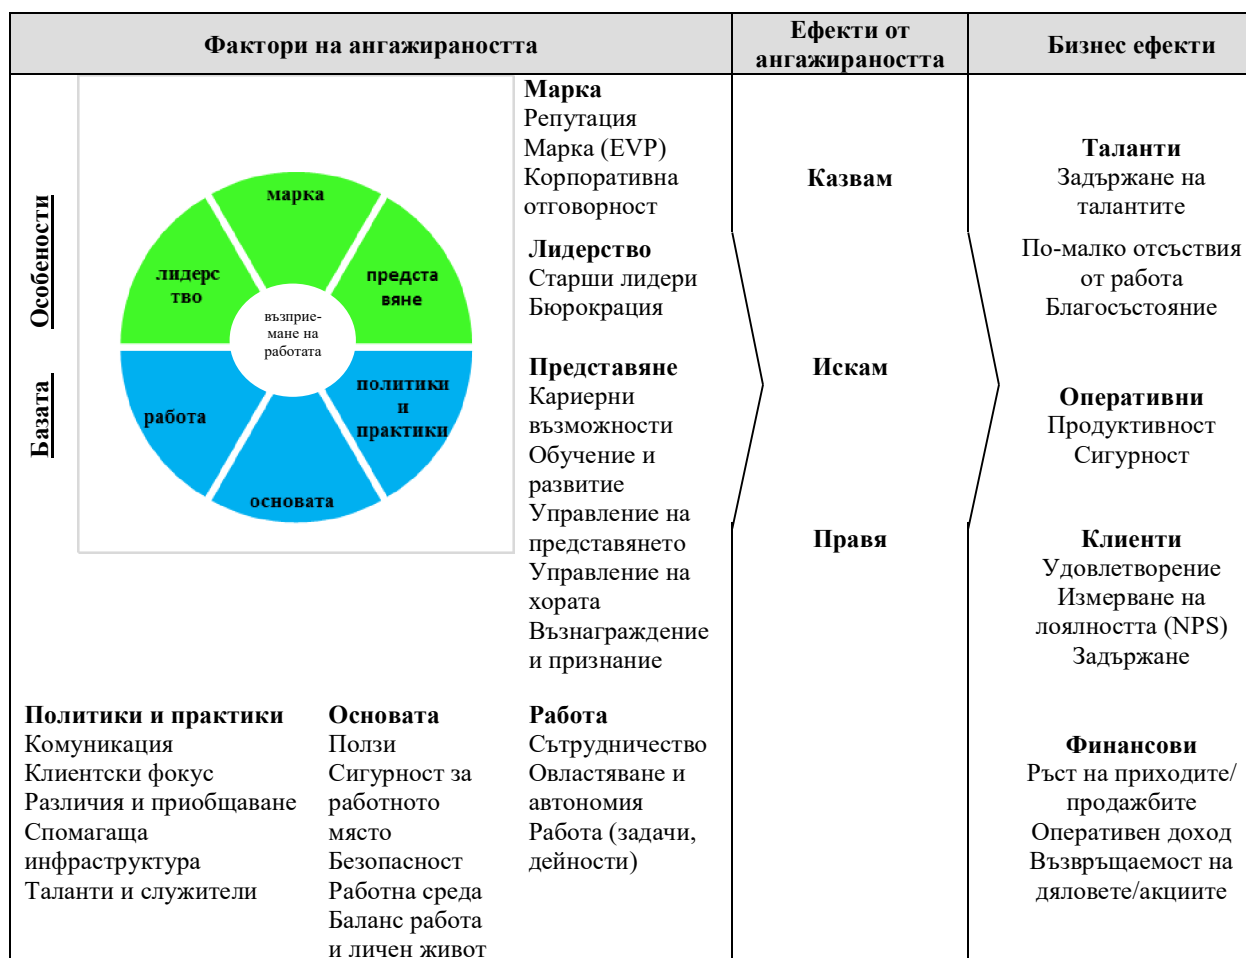 Фактори на ангажираността
Ефекти от
ангажираността
Бизнес ефекти
Особености
Базата
марка
лидерс
тво
предста
вяне
възприе-
мане на
работата
работа
политики
и
практики
основата
Марка
Репутация
Марка (EVP)
Корпоративна
отговорност
Лидерство
Старши лидери
Бюрокрация
Представяне
Кариерни
възможности
Обучение и
развитие
Управление на
представянето
Управление на
хората
Възнаграждение
и признание
Политики и практики
Комуникация
Клиентски фокус
Различия и приобщаване
Спомагаща
инфраструктура
Таланти и служители
Основата
Ползи
Сигурност за
работното
място
Безопасност
Работна среда
Баланс работа
и личен живот
Работа
Сътрудничество
Овластяване и
автономия
Работа (задачи,
дейности)
Казвам
Искам
Правя
Таланти
Задържане на
талантите
По-малко отсъствия
от работа
Благосъстояние
Оперативни
Продуктивност
Сигурност
Клиенти
Удовлетворение
Измерване на
лоялността (NPS)
Задържане
Финансови
Ръст на приходите/
продажбите
Оперативен доход
Възвръщаемост на
дяловете/акциите